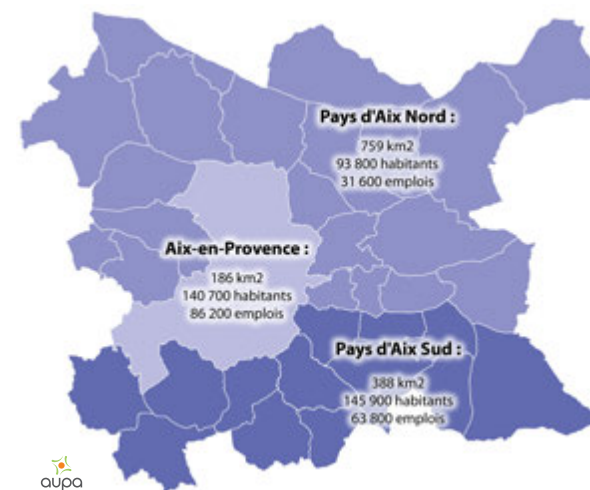 Pays d'Aix Nord :
759 km2
93 800 habitants
31 600 emplois
Aix-en-Provence :
186 km2
140 700 habitants
86 200 emplois
Pays d'Aix Sud :
388 km2
145 900 habitants
63 800 emplois
aupa